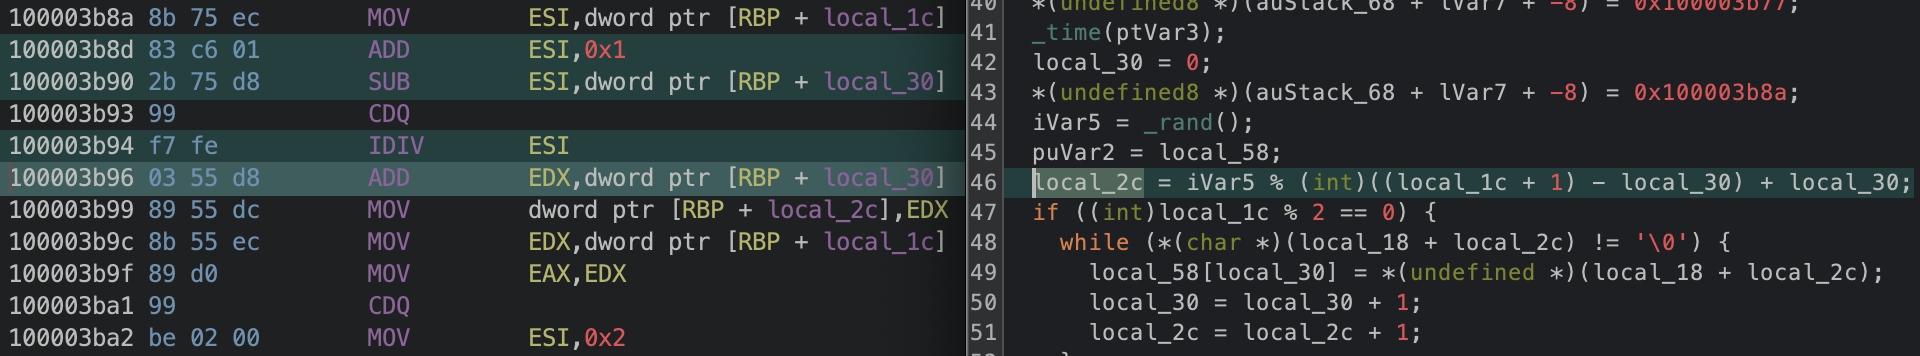 100003b8a 8b 75 ec MOV ESI,dword ptr [RBP + local_1c]
100003b8d 83 c6 01 ADD ESI,0x1
100003b90 2b 75 d8 SUB ESI,dword ptr [RBP + local_30]
100003b93 99 CDQ
100003b94 f7 fe IDIV ESI
100003b96 03 55 d8 ADD EDX,dword ptr [RBP + local_30]
100003b99 89 55 dc MOV dword ptr [RBP + local_2c],EDX
100003b9c 8b 55 ec MOV EDX,dword ptr [RBP + local_1c]
100003b9f 89 d0 MOV EAX,EDX
100003ba1 99 CDQ
100003ba2 be 02 00 MOV ESI,0x2
40 *(undefined8 *)(auStack_68 + lVar7 + -8) = 0x100003b77;
41 _time(ptVar3);
42 local_30 = 0;
43 *(undefined8 *)(auStack_68 + lVar7 + -8) = 0x100003b8a;
44 iVar5 = _rand();
45 puVar2 = local_58;
46 local_2c = iVar5 % (int)((local_1c + 1) - local_30) + local_30;
47 if ((int)local_1c % 2 == 0) {
48 while (*(char *)(local_18 + local_2c) != '\0') {
49 local_58[local_30] = *(undefined *)(local_18 + local_2c);
50 local_30 = local_30 + 1;
51 local_2c = local_2c + 1;